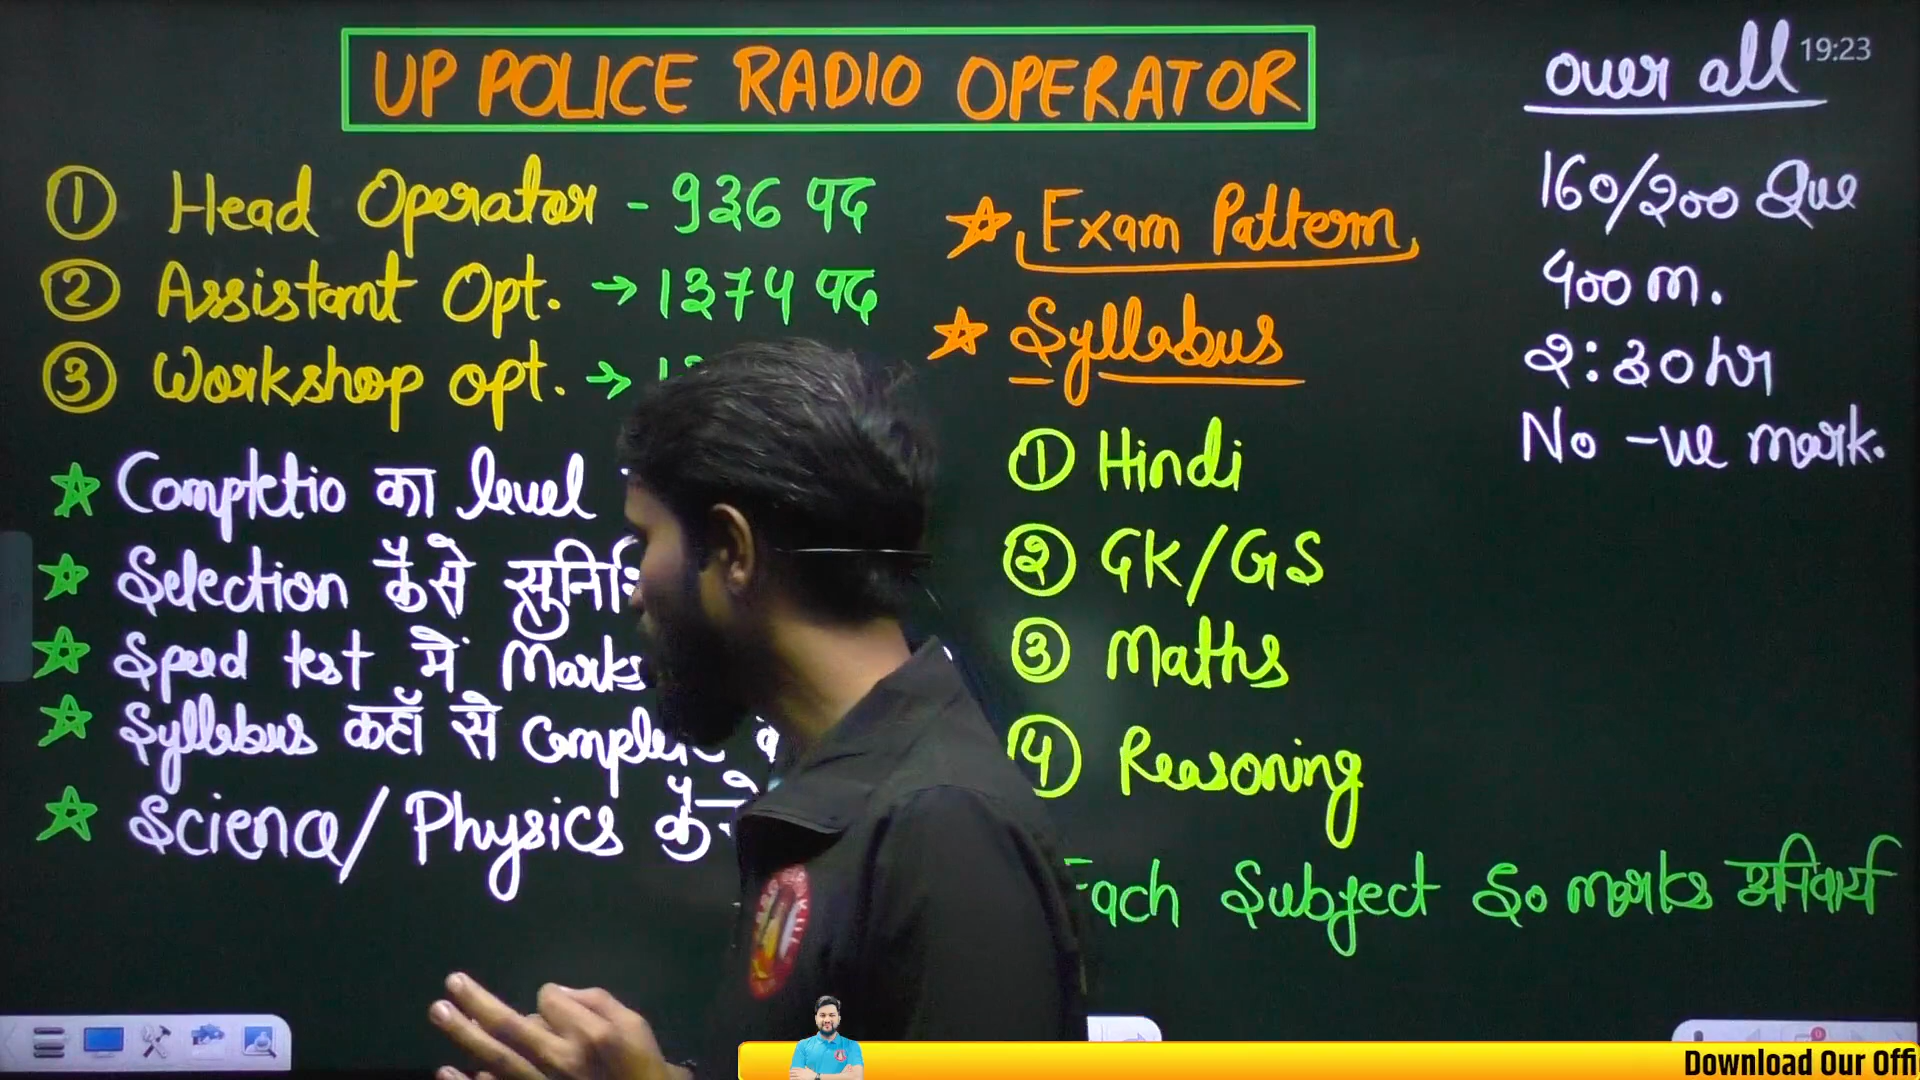 UP POLICE RADIO OPERATOR
① Head Operator - 936 पद
② Assistant Opt. → 1374 पद
③ Workshop opt. →
Completio का level
Selection कैसे
Speed test में Marks
Syllabus कहाँ से Complete
Science/Physics
Exam Pattern
Syllabus
① Hindi
② GK/GS
③ Maths
④ Reasoning
Each Subject 50 marks अनिवार्य
over all
19:23
160/200 Que
400 m.
2:30 hr
No -ve mark.
Download Our Offi